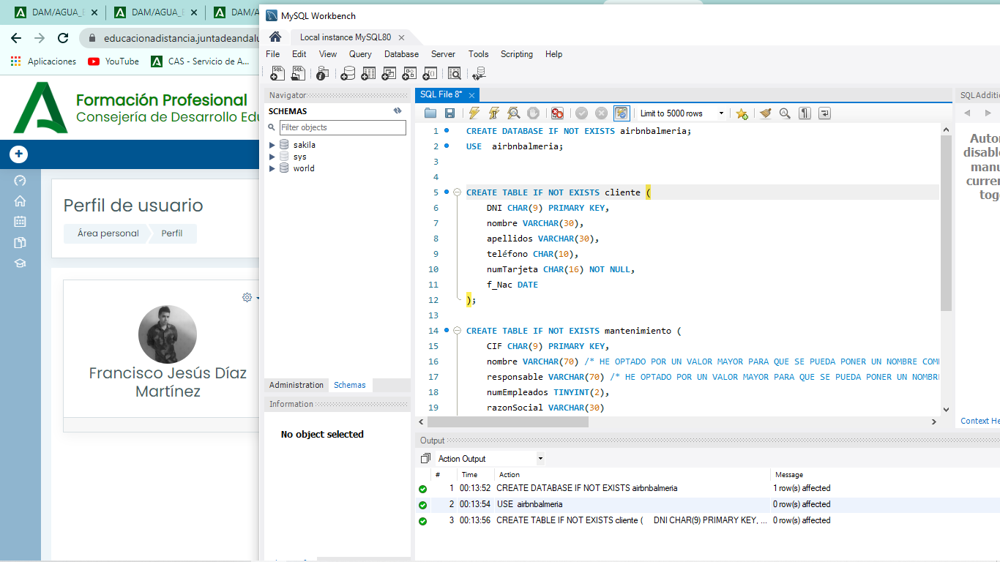 DAM/AGUA_E
DAM/AGUA_E
DAM/A
educacionadistancia.juntadeandalu
Aplicaciones
YouTube
CAS - Servicio de A...
Formación Profesional
Consejería de Desarrollo Edu
Perfil de usuario
Área personal
Perfil
Francisco Jesús Díaz
Martínez
MySQL Workbench
Local instance MySQL80
File Edit View Query Database Server Tools Scripting Help
Navigator
SCHEMAS
Filter objects
sakila
sys
world
Administration Schemas
Information
No object selected
SQL File 8*
Limit to 5000 rows
1 CREATE DATABASE IF NOT EXISTS airbnbalmeria;
2 USE  airbnbalmeria;
3
4
5 CREATE TABLE IF NOT EXISTS cliente (
6 DNI CHAR(9) PRIMARY KEY,
7 nombre VARCHAR(30),
8 apellidos VARCHAR(30),
9 teléfono CHAR(10),
10 numTarjeta CHAR(16) NOT NULL,
11 f_Nac DATE
12 );
13
14 CREATE TABLE IF NOT EXISTS mantenimiento (
15 CIF CHAR(9) PRIMARY KEY,
16 nombre VARCHAR(70) /* HE OPTADO POR UN VALOR MAYOR PARA QUE SE PUEDA PONER UN NOMBRE COM
17 responsable VARCHAR(70) /* HE OPTADO POR UN VALOR MAYOR PARA QUE SE PUEDA PONER UN NOMBRE
18 numEmpleados TINYINT(2),
19 razonSocial VARCHAR(30)
SQLAdditio
Autor
disable
manu
curren
tog
Context He
Output
Action Output
# Time Action Message
1 00:13:52 CREATE DATABASE IF NOT EXISTS airbnbalmeria 1 row(s) affected
2 00:13:54 USE  airbnbalmeria 0 row(s) affected
3 00:13:56 CREATE TABLE IF NOT EXISTS cliente (     DNI CHAR(9) PRIMARY KEY, ... 0 row(s) affected